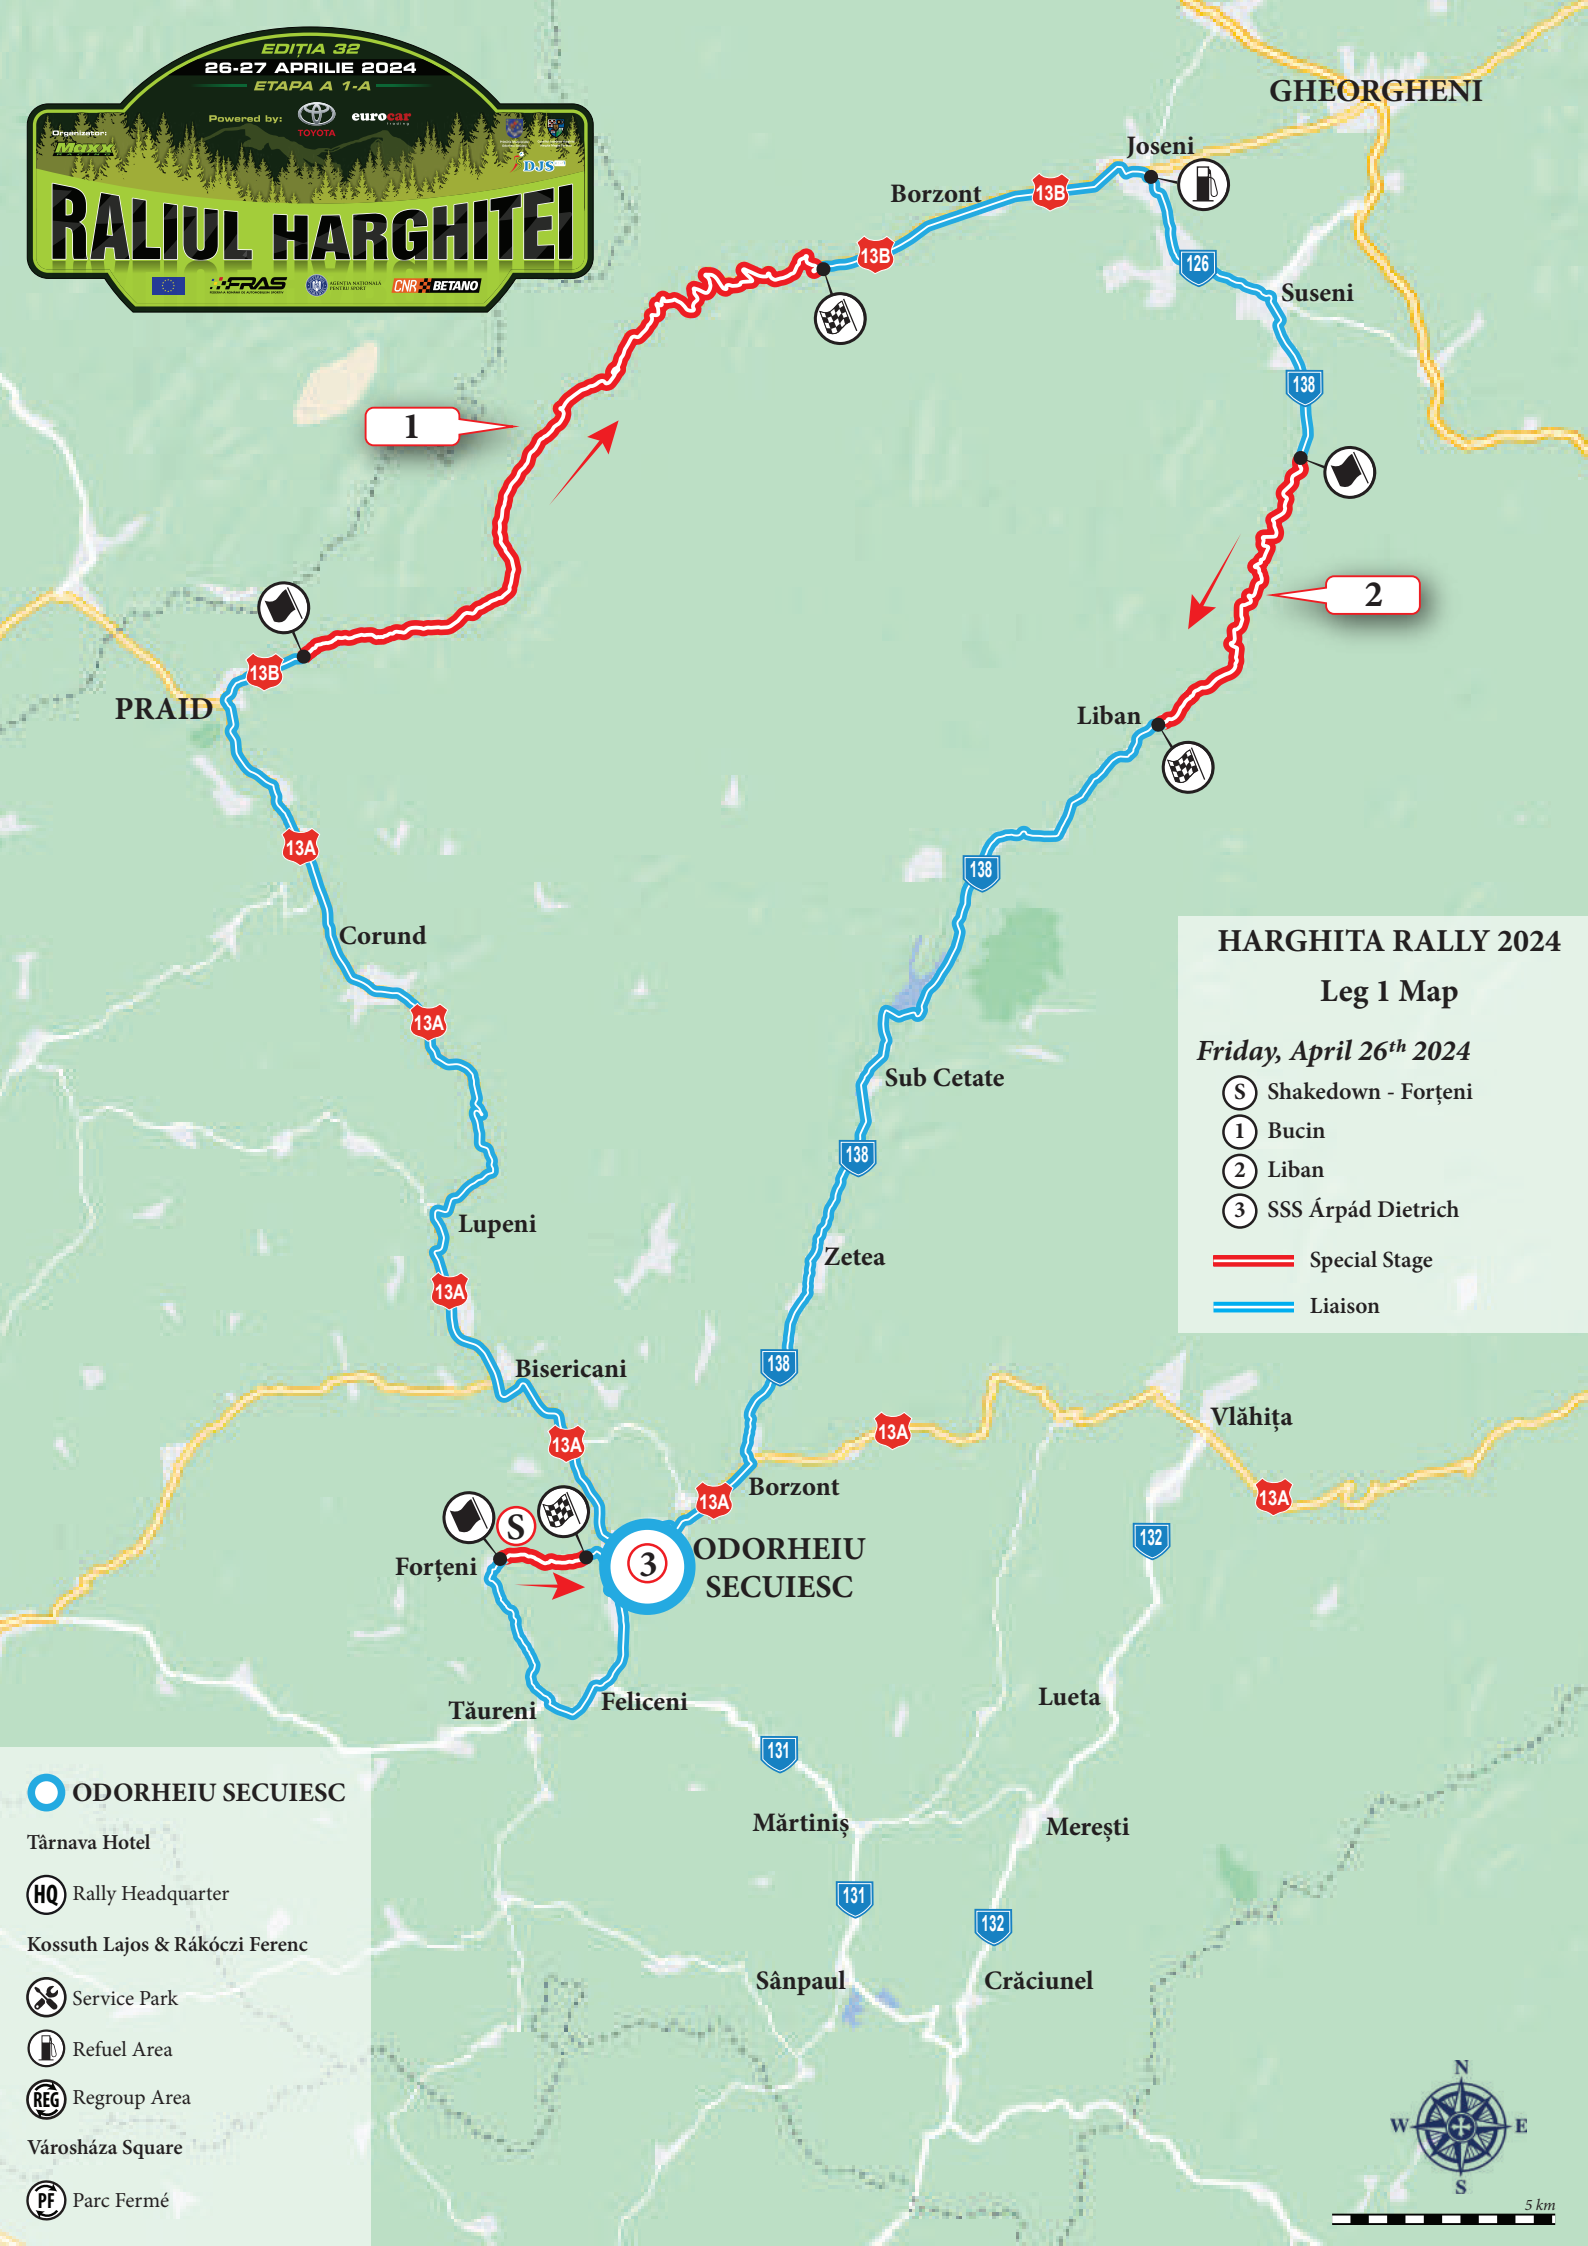 EDIȚIA 32
26-27 APRILIE 2024
ETAPA A 1-A
Powered by:
TOYOTA
eurocar
Organizator:
Maxx
DJS
RALIUL HARGHITEI
FRAS
AGENȚIA NAȚIONALĂ
PENTRU SPORT
CNR BETANO
GHEORGHENI
Joseni
Borzont
13B
13B
126
Suseni
138
1
2
13B
PRAID
Liban
13A
138
Corund
13A
Sub Cetate
138
Lupeni
Zetea
13A
138
Bisericani
13A
13A
Vlăhița
13A
Borzont
13A
132
S
Forțeni
3
ODORHEIU
SECUIESC
Tăureni
Feliceni
Lueta
131
Mărtiniș
Merești
131
132
Sânpaul
Crăciunel
HARGHITA RALLY 2024
Leg 1 Map
Friday, April 26th 2024
S Shakedown - Forțeni
1 Bucin
2 Liban
3 SSS Árpád Dietrich
Special Stage
Liaison
ODORHEIU SECUIESC
Târnava Hotel
HQ Rally Headquarter
Kossuth Lajos & Rákóczi Ferenc
Service Park
Refuel Area
REG Regroup Area
Városháza Square
PF Parc Fermé
N
W E
S
5 km